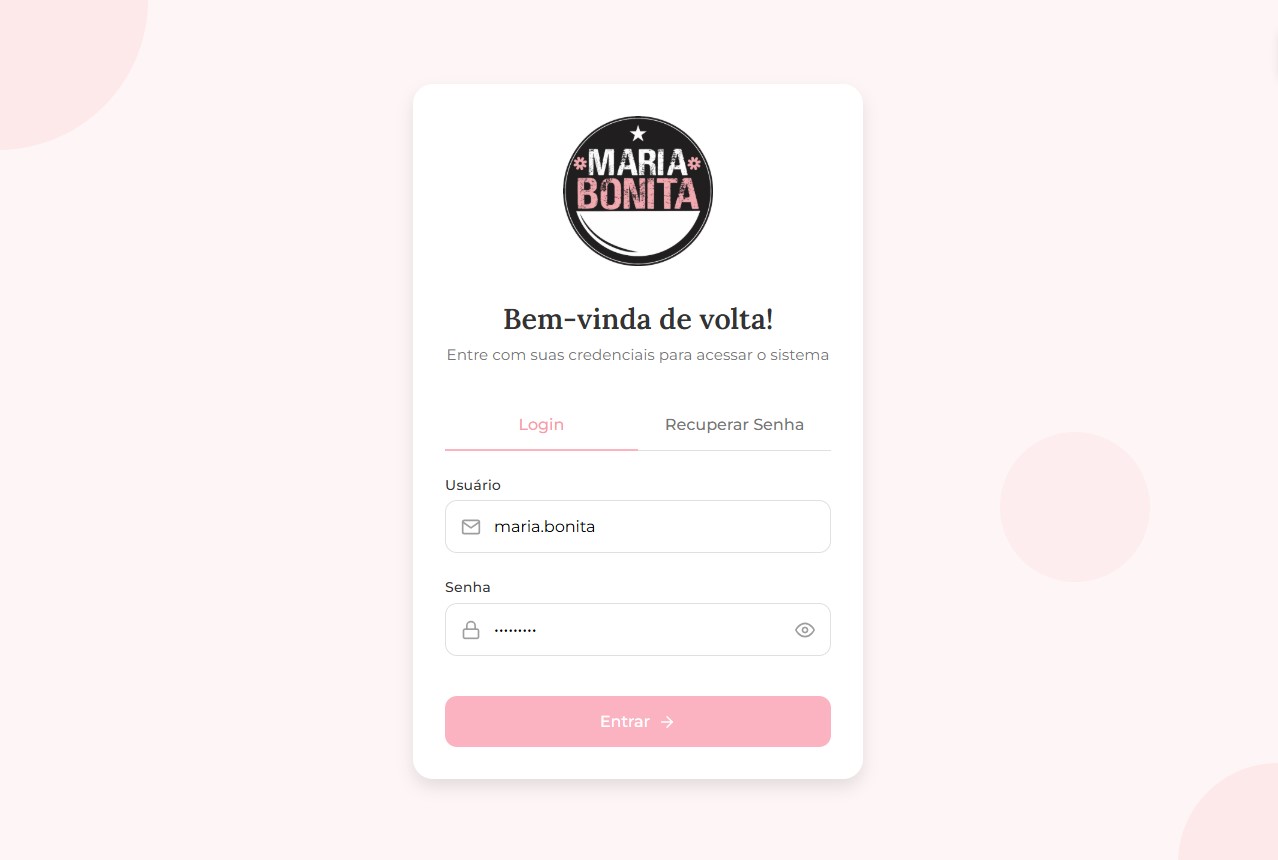 MARIA
BONITA
Bem-vinda de volta!
Entre com suas credenciais para acessar o sistema
Login
Recuperar Senha
Usuário
maria.bonita
Senha
•••••••••
Entrar →